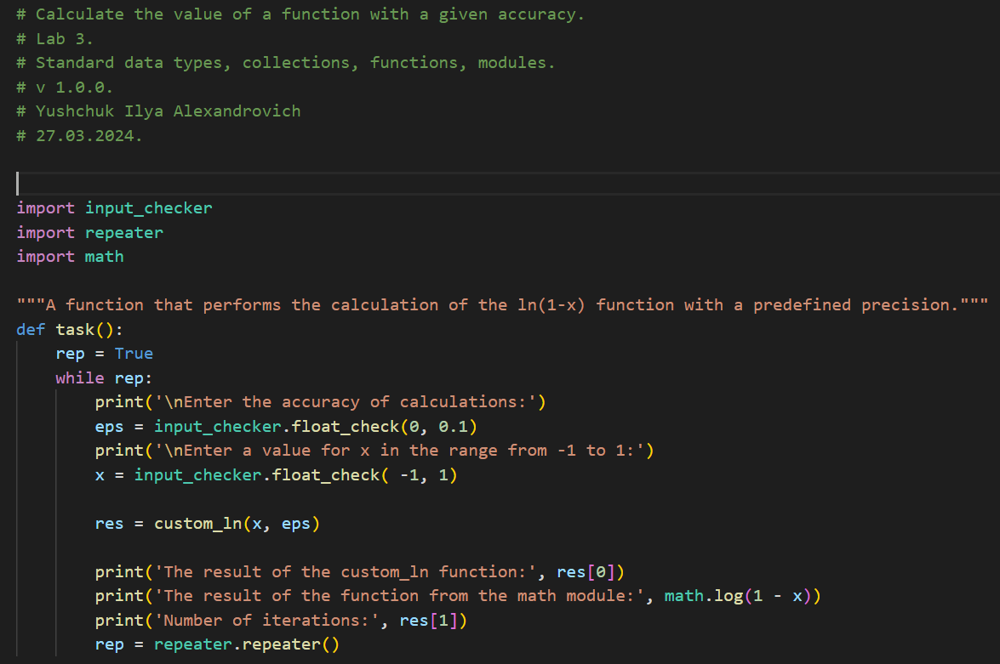 # Calculate the value of a function with a given accuracy.
# Lab 3.
# Standard data types, collections, functions, modules.
# v 1.0.0.
# Yushchuk Ilya Alexandrovich
# 27.03.2024.
import input_checker
import repeater
import math
"""A function that performs the calculation of the ln(1-x) function with a predefined precision."""
def task():
    rep = True
    while rep:
        print('\nEnter the accuracy of calculations:')
        eps = input_checker.float_check(0, 0.1)
        print('\nEnter a value for x in the range from -1 to 1:')
        x = input_checker.float_check( -1, 1)
        res = custom_ln(x, eps)
        print('The result of the custom_ln function:', res[0])
        print('The result of the function from the math module:', math.log(1 - x))
        print('Number of iterations:', res[1])
        rep = repeater.repeater()